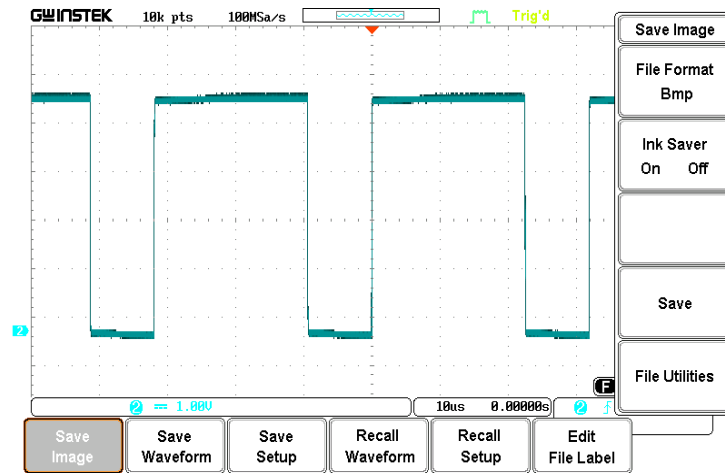 GWINSTEK 10k pts 100MSa/s Trig'd
Save Image
File Format
Bmp
Ink Saver
On Off
Save
File Utilities
2
F
2 1.00V 10us 0.00000s 2
Save Image
Save Waveform
Save Setup
Recall Waveform
Recall Setup
Edit File Label